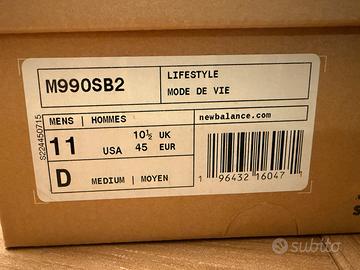 M990SB2
LIFESTYLE
MODE DE VIE
MENS | HOMMES
newbalance.com
11 USA
10½ UK
45 EUR
D MEDIUM | MOYEN
1 96432 16047 1
S224450715
subito